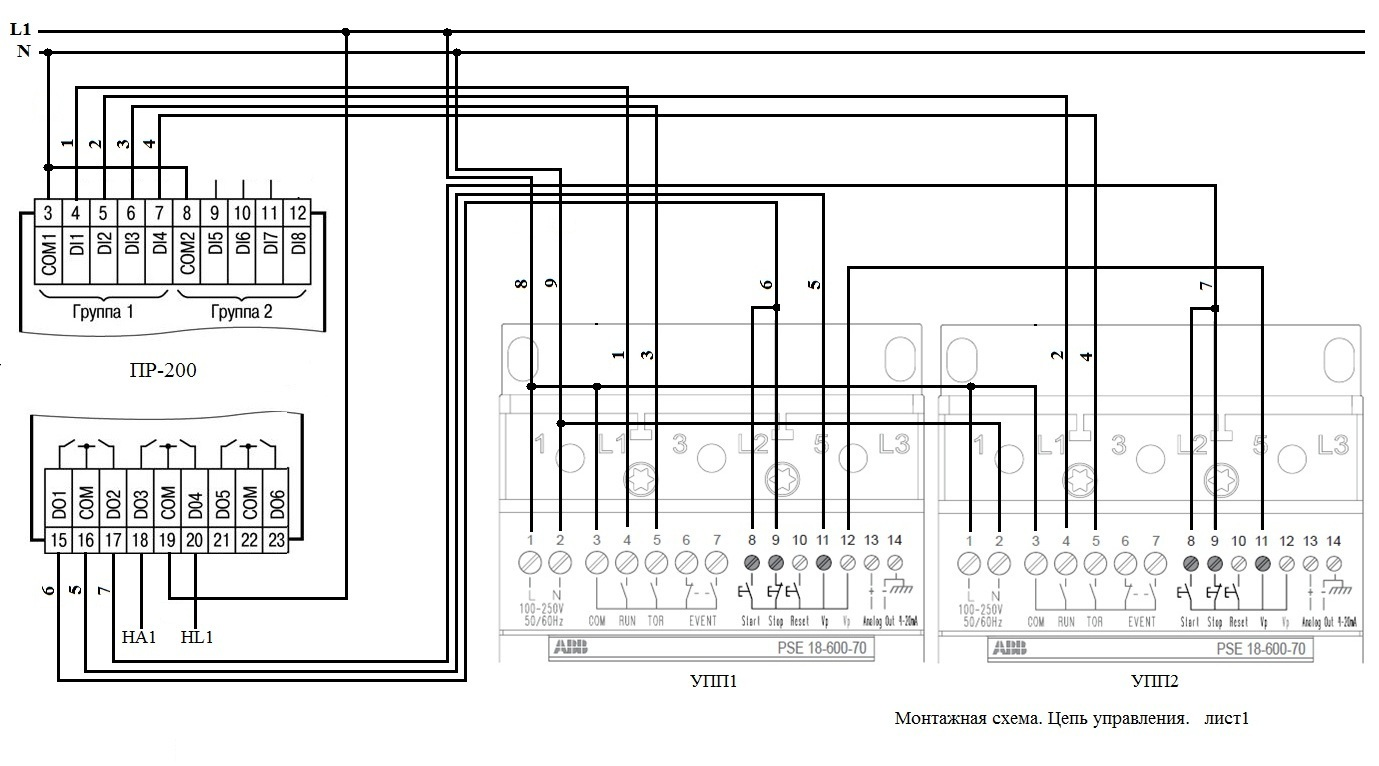 L1
N
1 2 3 4
3 4 5 6 7 8 9 10 11 12
COM1 DI1 DI2 DI3 DI4 COM2 DI5 DI6 DI7 DI8
Группа 1 Группа 2
ПР-200
8 9 6 5 7
1 3 2 4
DO1 COM DO2 DO3 COM DO4 DO5 COM DO6
15 16 17 18 19 20 21 22 23
6 5 7
HA1 HL1
1 L1 3 L2 5 L3
1 2 3 4 5 6 7 8 9 10 11 12 13 14
L N
100-250V
50/60Hz COM RUN TOR EVENT Start Stop Reset Vp Vp Analog Out 4-20mA
+ -
ABB PSE 18-600-70
УПП1
1 L1 3 L2 5 L3
1 2 3 4 5 6 7 8 9 10 11 12 13 14
L N
100-250V
50/60Hz COM RUN TOR EVENT Start Stop Reset Vp Vp Analog Out 4-20mA
+ -
ABB PSE 18-600-70
УПП2
Монтажная схема. Цепь управления. лист1